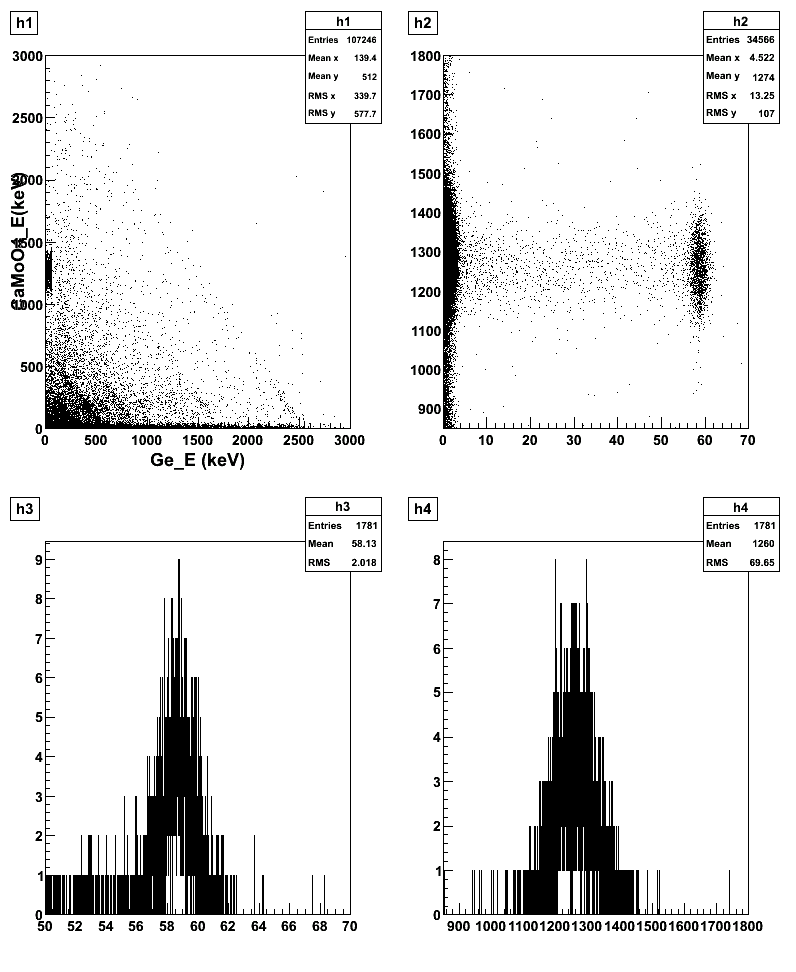 h1
h1
Entries 107246
Mean x 139.4
Mean y 512
RMS x 339.7
RMS y 577.7
3000
2500
2000
1500
1000
500
0
CaMoO4_E(keV)
0 500 1000 1500 2000 2500 3000
Ge_E (keV)
h2
h2
Entries 34566
Mean x 4.522
Mean y 1274
RMS x 13.25
RMS y 107
1800
1700
1600
1500
1400
1300
1200
1100
1000
900
0 10 20 30 40 50 60 70
h3
h3
Entries 1781
Mean 58.13
RMS 2.018
9
8
7
6
5
4
3
2
1
0
50 52 54 56 58 60 62 64 66 68 70
h4
h4
Entries 1781
Mean 1260
RMS 69.65
8
7
6
5
4
3
2
1
0
900 1000 1100 1200 1300 1400 1500 1600 1700 1800